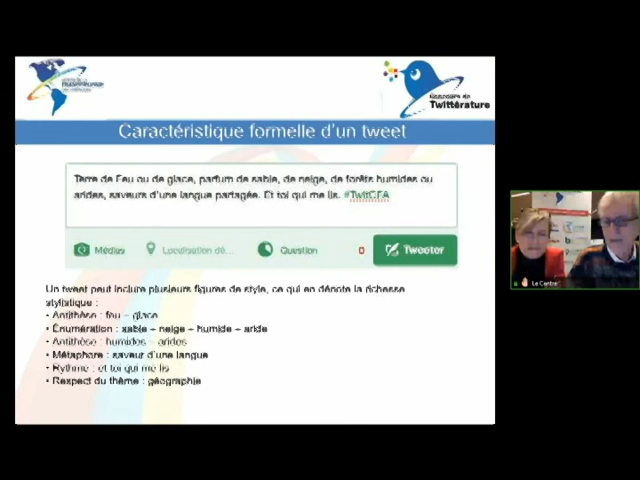 Concours de
Twittérature
Caractéristique formelle d'un tweet
Terre de Feu ou de glace, parfum de sable, de neige, de forêts humides ou
arides, saveurs d'une langue partagée. Et toi qui me lis. #TwitCFA
Médias Localisation dé... Question 0 Tweeter
Un tweet peut inclure plusieurs figures de style, ce qui en dénote la richesse
stylistique :
• Antithèse : feu – glace
• Énumération : sable – neige – humide – aride
• Antithèse : humides – arides
• Métaphore : saveur d'une langue
• Rythme : et toi qui me lis
• Respect du thème : géographie
Le Centre